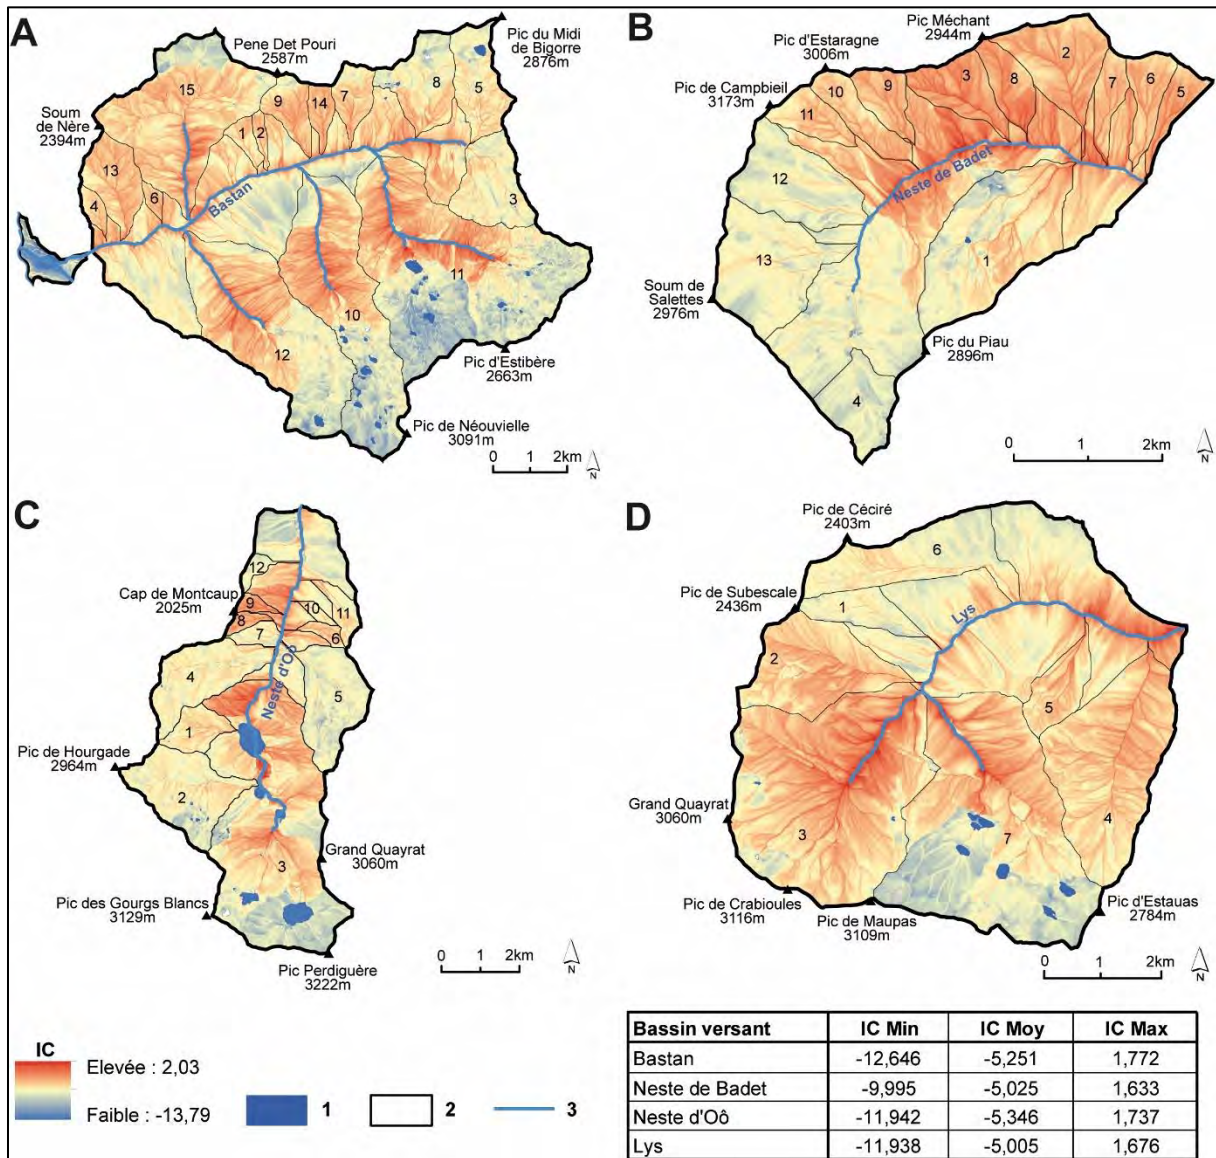 A
Pic du Midi
de Bigorre
2876m
Pene Det Pouri
2587m
15
9
14
7
8
5
1
2
Soum
de Nère
2394m
13
4
6
Bastan
3
11
10
12
Pic d'Estibère
2663m
Pic de Néouvielle
3091m
0 1 2km
N
B
Pic Méchant
2944m
Pic d'Estaragne
3006m
Pic de Campbieil
3173m
2
3
8
7
6
5
9
10
11
12
13
Neste de Badet
1
Soum de
Salettes
2976m
Pic du Piau
2896m
4
0 1 2km
N
C
12
Cap de Montcaup
2025m
9
8
7
10
11
6
4
5
Neste d'Oô
1
Pic de Hourgade
2964m
2
3
Grand Quayrat
3060m
Pic des Gourgs Blancs
3129m
Pic Perdiguère
3222m
0 1 2km
N
D
Pic de Céciré
2403m
6
Pic de Subescale
2436m
1
Lys
2
5
Grand Quayrat
3060m
3
7
4
Pic de Crabioules
3116m
Pic de Maupas
3109m
Pic d'Estauas
2784m
0 1 2km
N
IC
Elevée : 2,03
Faible : -13,79
1
2
3
Bassin versant IC Min IC Moy IC Max
Bastan -12,646 -5,251 1,772
Neste de Badet -9,995 -5,025 1,633
Neste d'Oô -11,942 -5,346 1,737
Lys -11,938 -5,005 1,676